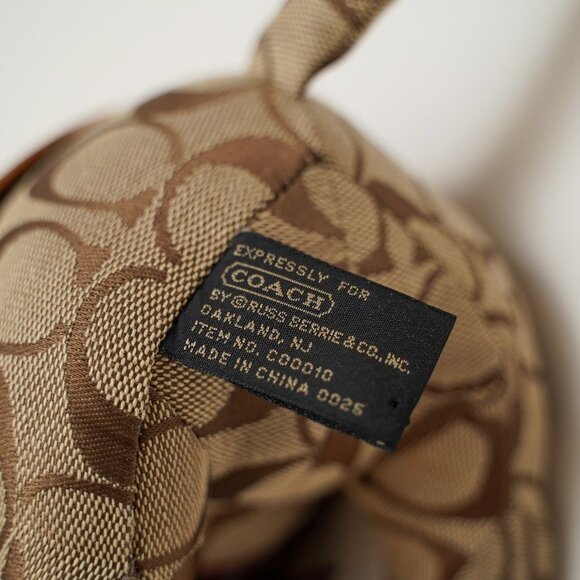 EXPRESSLY FOR
COACH
BY ©RUSS BERRIE & CO., INC.
OAKLAND, NJ
ITEM NO. C00010
MADE IN CHINA 0025